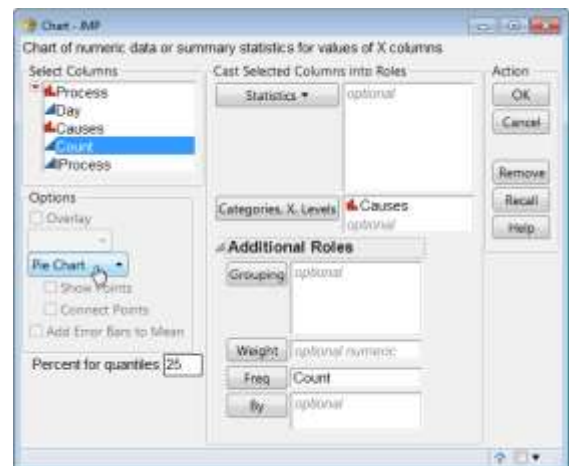 Chart - JMP
Chart of numeric data or summary statistics for values of X columns
Select Columns
Process
Day
Causes
Count
Process
Options
Overlay
Pie Chart
Show Points
Connect Points
Add Error Bars to Mean
Percent for quantiles 25
Cast Selected Columns into Roles
Statistics optional
Categories, X, Levels Causes
optional
Additional Roles
Grouping optional
Weight optional numeric
Freq Count
By optional
Action
OK
Cancel
Remove
Recall
Help